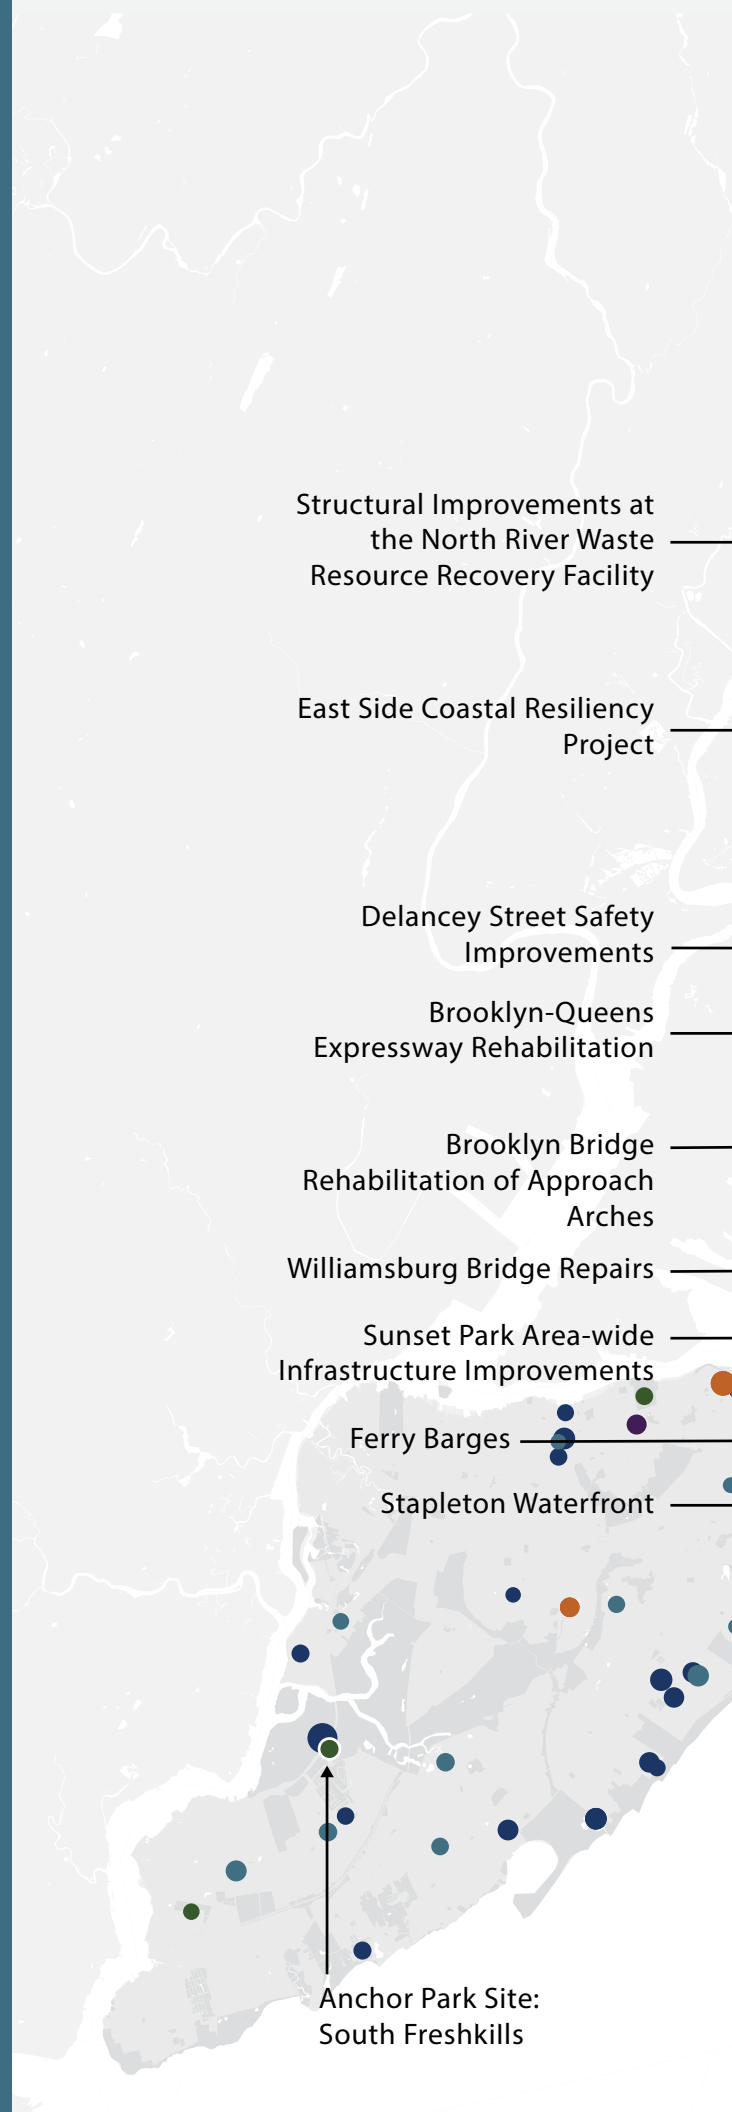 Structural Improvements at
the North River Waste
Resource Recovery Facility
East Side Coastal Resiliency
Project
Delancey Street Safety
Improvements
Brooklyn-Queens
Expressway Rehabilitation
Brooklyn Bridge
Rehabilitation of Approach
Arches
Williamsburg Bridge Repairs
Sunset Park Area-wide
Infrastructure Improvements
Ferry Barges
Stapleton Waterfront
Anchor Park Site:
South Freshkills